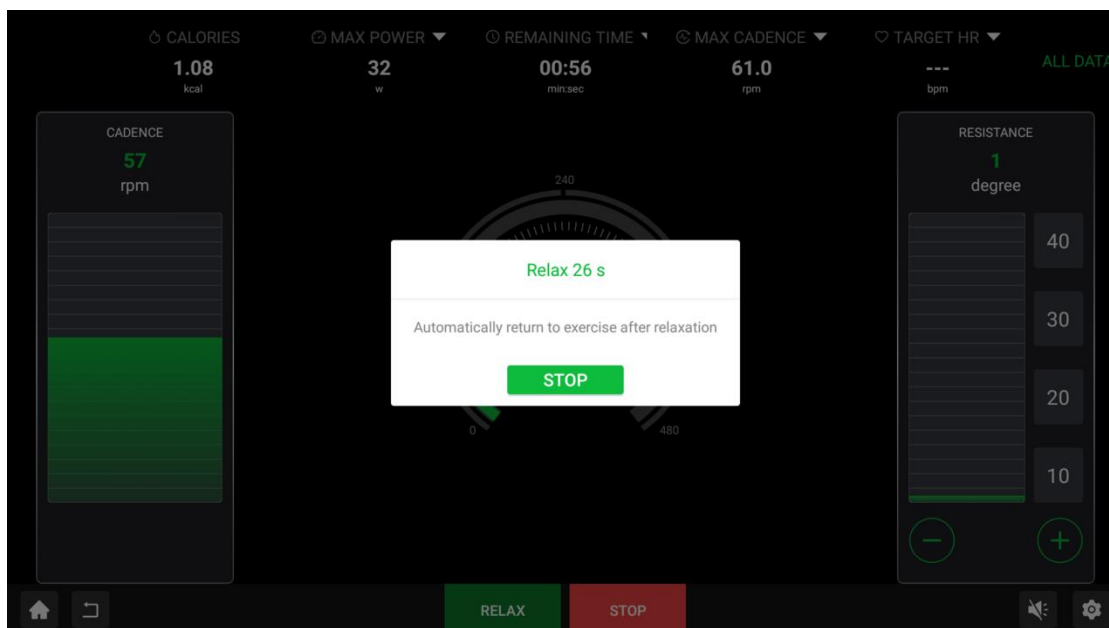 CALORIES
1.08
kcal
MAX POWER
32
w
REMAINING TIME
00:56
min:sec
MAX CADENCE
61.0
rpm
TARGET HR
---
bpm
ALL DATA
CADENCE
57
rpm
240
0
480
Relax 26 s
Automatically return to exercise after relaxation
STOP
RESISTANCE
1
degree
40
30
20
10
RELAX
STOP